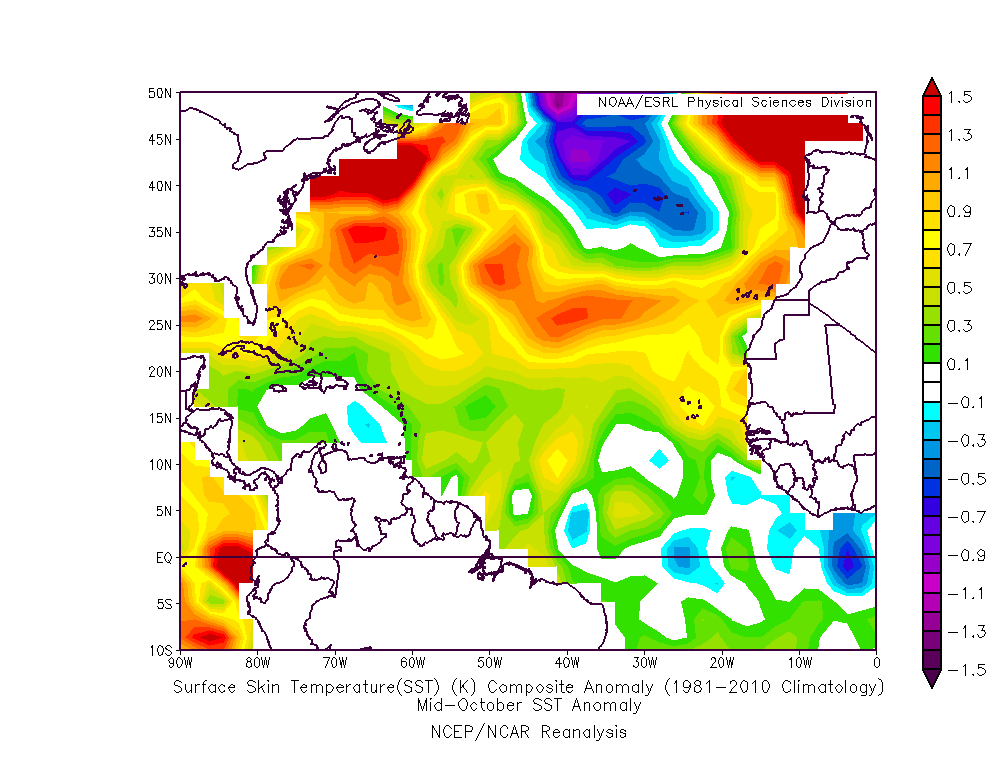 NOAA/ESRL Physical Sciences Division
50N
45N
40N
35N
30N
25N
20N
15N
10N
5N
EQ
5S
10S
90W 80W 70W 60W 50W 40W 30W 20W 10W 0
1.5
1.3
1.1
0.9
0.7
0.5
0.3
0.1
−0.1
−0.3
−0.5
−0.7
−0.9
−1.1
−1.3
−1.5
Surface Skin Temperature(SST) (K) Composite Anomaly (1981−2010 Climatology)
Mid−October SST Anomaly
NCEP/NCAR Reanalysis